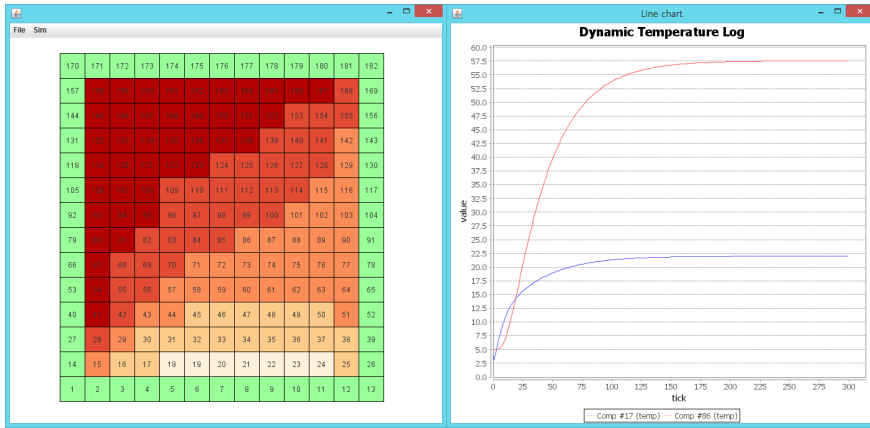 File Sim
170 171 172 173 174 175 176 177 178 179 180 181 182
157 168 169
144 153 154 155 156
131 139 140 141 142 143
118 124 125 126 127 128 129 130
105 109 110 111 112 113 114 115 116 117
92 96 97 98 99 100 101 102 103 104
79 82 83 84 85 86 87 88 89 90 91
66 68 69 70 71 72 73 74 75 76 77 78
53 55 56 57 58 59 60 61 62 63 64 65
40 42 43 44 45 46 47 48 49 50 51 52
27 28 29 30 31 32 33 34 35 36 37 38 39
14 15 16 17 18 19 20 21 22 23 24 25 26
1 2 3 4 5 6 7 8 9 10 11 12 13
Line chart
Dynamic Temperature Log
60.0
57.5
55.0
52.5
50.0
47.5
45.0
42.5
40.0
37.5
35.0
32.5
30.0
27.5
25.0
22.5
20.0
17.5
15.0
12.5
10.0
7.5
5.0
2.5
0.0
value
0 25 50 75 100 125 150 175 200 225 250 275 300
tick
Comp #17 (temp) Comp #86 (temp)